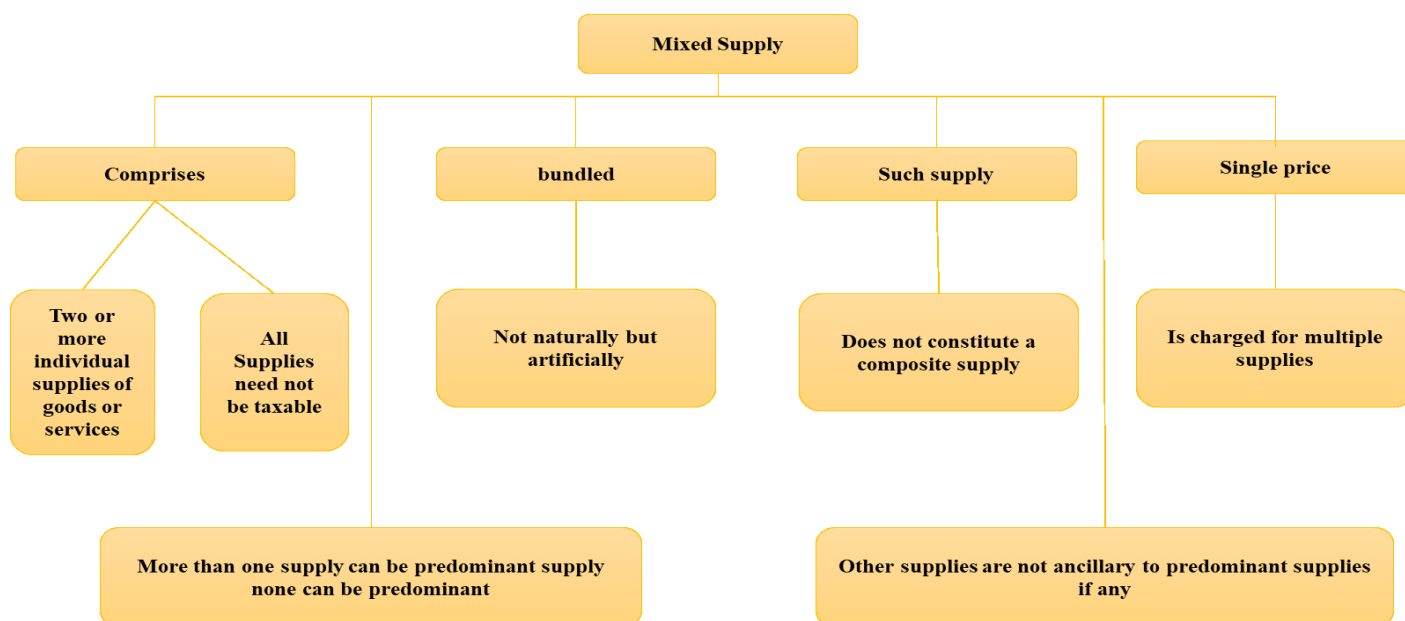 Mixed Supply
Comprises
bundled
Such supply
Single price
Two or
more
individual
supplies of
goods or
services
All
Supplies
need not
be taxable
Not naturally but
artificially
Does not constitute a
composite supply
Is charged for multiple
supplies
More than one supply can be predominant supply
none can be predominant
Other supplies are not ancillary to predominant supplies
if any